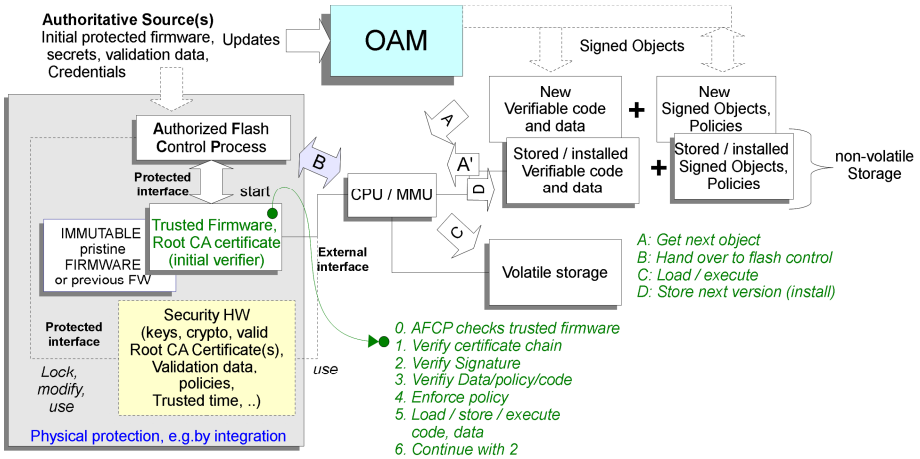 Authoritative Source(s)
Initial protected firmware,
secrets, validation data,
Credentials
Updates
OAM
Signed Objects
New
Verifiable code
and data
+
New
Signed Objects,
Policies
Stored / installed
Verifiable code
and data
+
Stored / installed
Signed Objects,
Policies
non-volatile
Storage
Authorized Flash
Control Process
Protected
interface
start
B
A
A'
D
C
CPU / MMU
IMMUTABLE
pristine
FIRMWARE
or previous FW
Trusted Firmware,
Root CA certificate
(initial verifier)
External
interface
Volatile storage
A: Get next object
B: Hand over to flash control
C: Load / execute
D: Store next version (install)
Protected
interface
Security HW
(keys, crypto, valid
Root CA Certificate(s),
Validation data,
policies,
Trusted time, ..)
Lock,
modify,
use
use
0. AFCP checks trusted firmware
1. Verify certificate chain
2. Verify Signature
3. Verifiy Data/policy/code
4. Enforce policy
5. Load / store / execute
code, data
6. Continue with 2
Physical protection, e.g.by integration